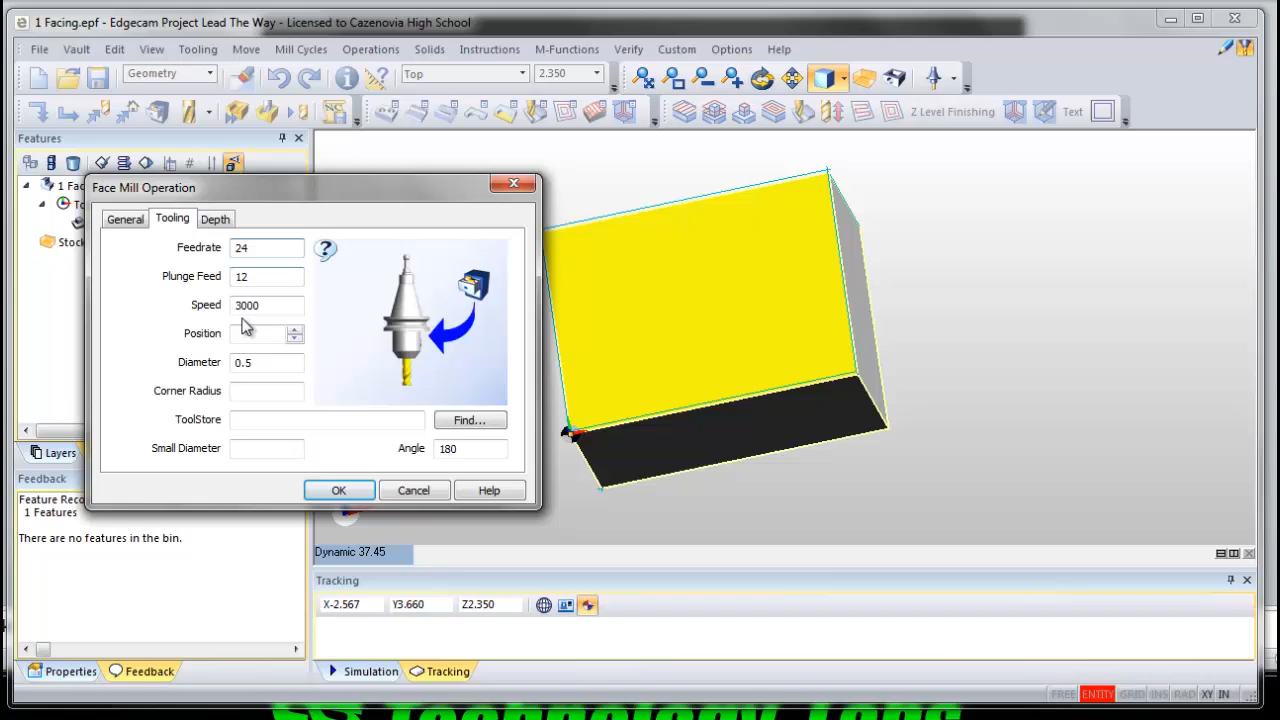 1 Facing.epf - Edgecam Project Lead The Way - Licensed to Cazenovia High School
File Vault Edit View Tooling Move Mill Cycles Operations Solids Instructions M-Functions Verify Custom Options Help
Geometry Top 2.350
Z Level Finishing Text
Features
1 Fac
To
Stock
Face Mill Operation
General Tooling Depth
Feedrate 24
Plunge Feed 12
Speed 3000
Position
Diameter 0.5
Corner Radius
ToolStore Find...
Small Diameter Angle 180
OK Cancel Help
Layers
Feedback
Feature Reco
1 Features
There are no features in the bin.
Properties Feedback
Dynamic 37.45
Tracking
X-2.567 Y3.660 Z2.350
Simulation Tracking
FREE ENTITY GRID INS RAD XY IN